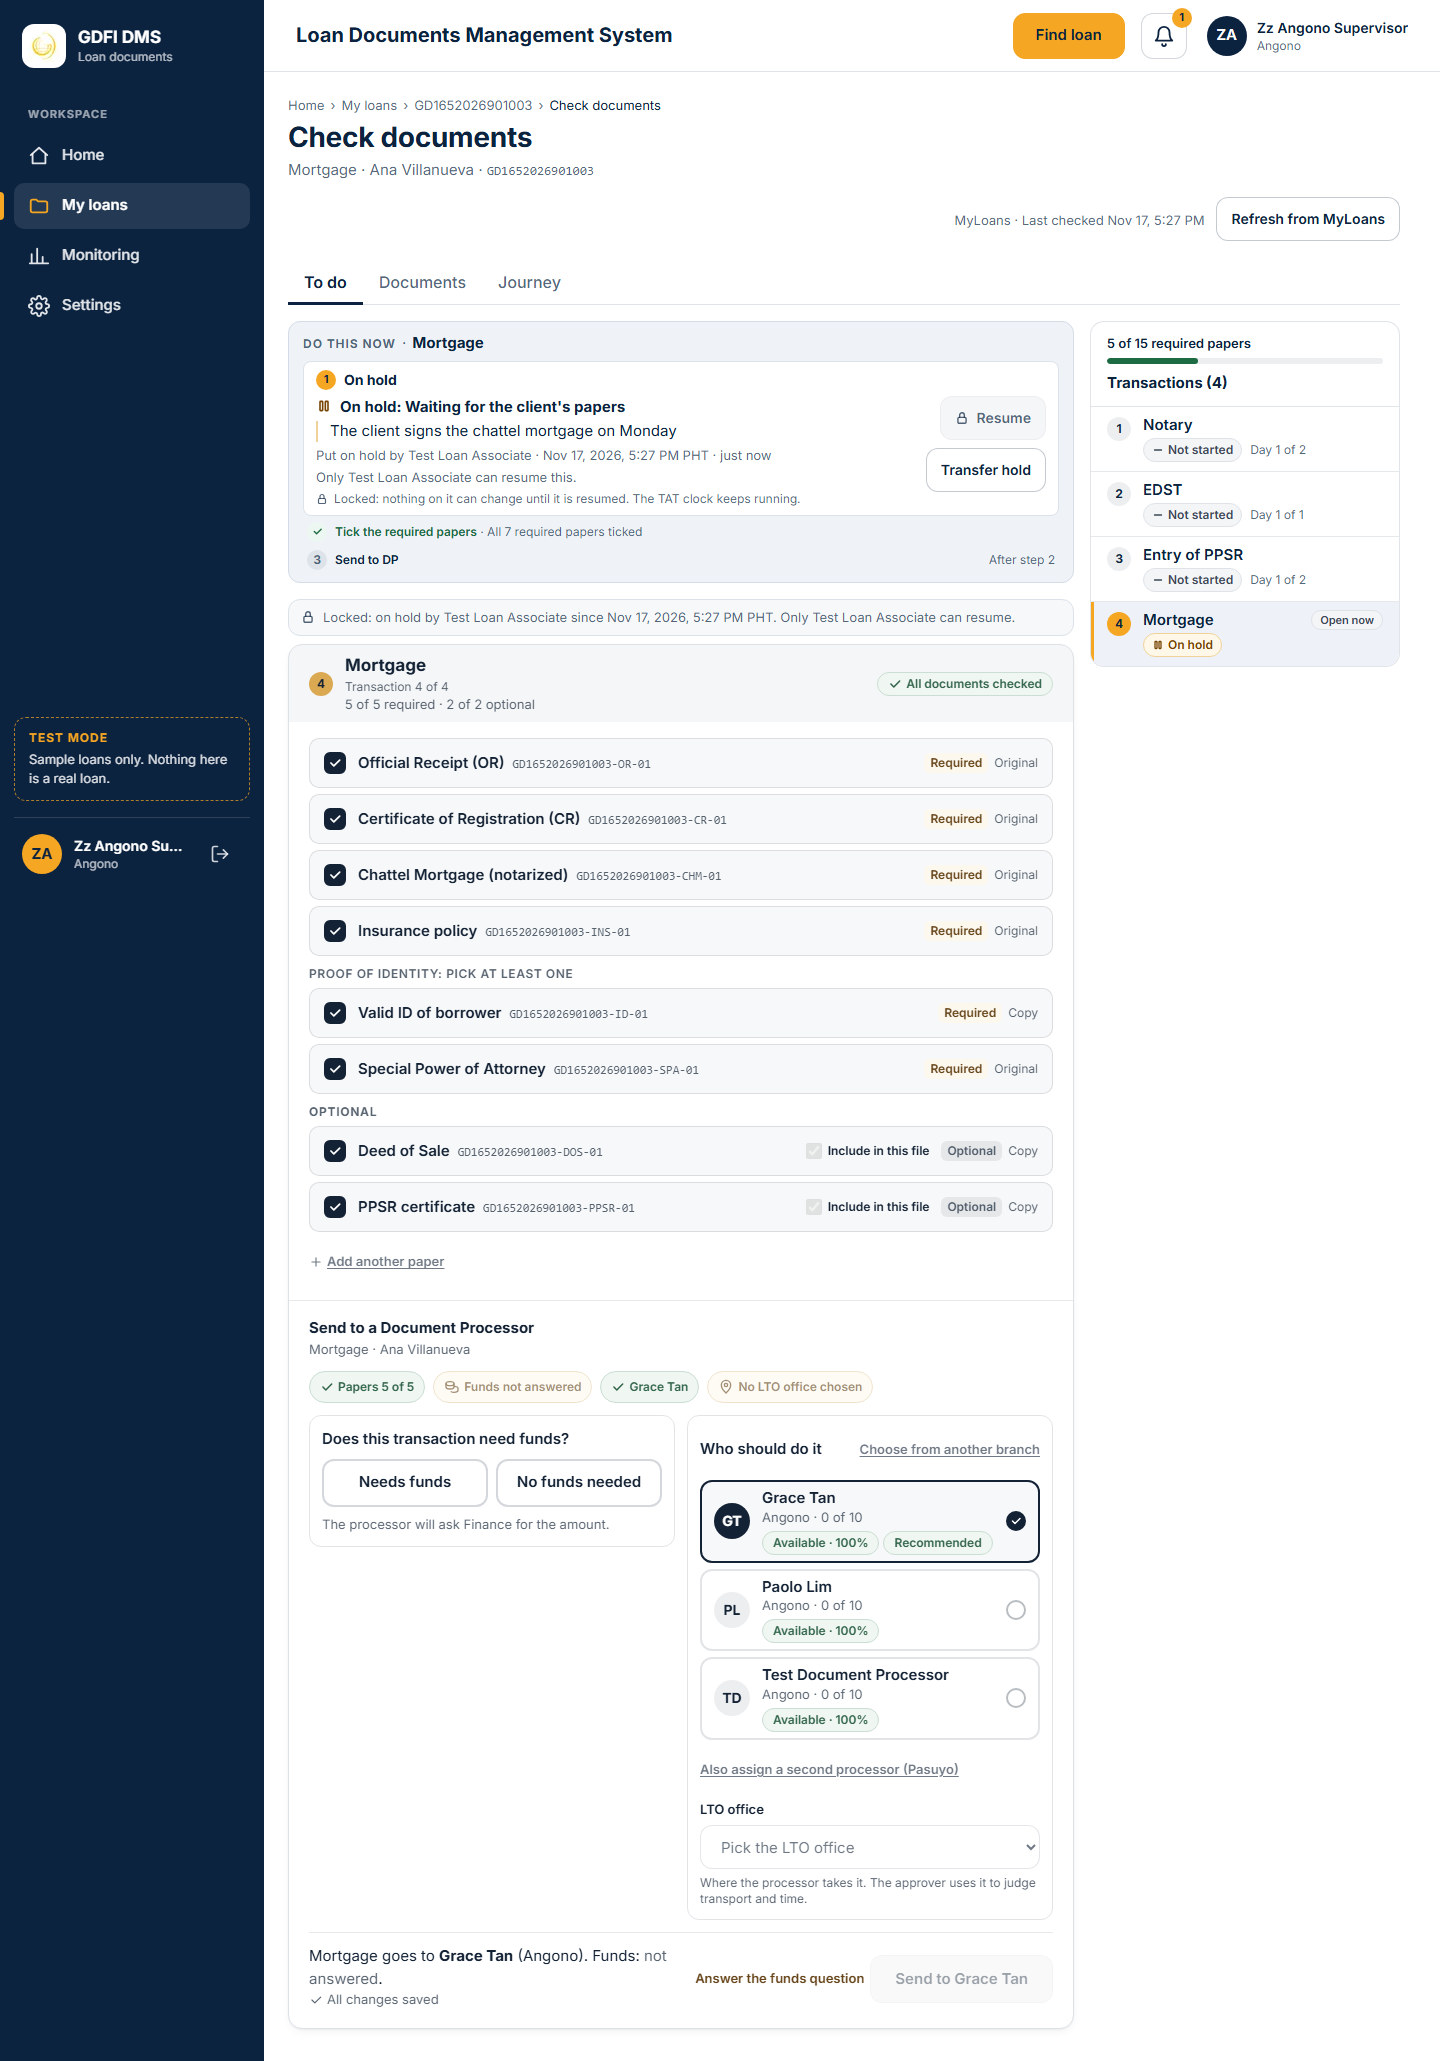 GDFI DMS
Loan documents
WORKSPACE
Home
My loans
Monitoring
Settings
TEST MODE
Sample loans only. Nothing here
is a real loan.
ZA
Zz Angono Su...
Angono
Loan Documents Management System
Find loan
1
ZA
Zz Angono Supervisor
Angono
Home › My loans › GD1652026901003 › Check documents
Check documents
Mortgage · Ana Villanueva · GD1652026901003
MyLoans · Last checked Nov 17, 5:27 PM
Refresh from MyLoans
To do
Documents
Journey
DO THIS NOW · Mortgage
1 On hold
On hold: Waiting for the client's papers
The client signs the chattel mortgage on Monday
Put on hold by Test Loan Associate · Nov 17, 2026, 5:27 PM PHT · just now
Only Test Loan Associate can resume this.
Locked: nothing on it can change until it is resumed. The TAT clock keeps running.
Resume
Transfer hold
Tick the required papers · All 7 required papers ticked
3 Send to DP
After step 2
5 of 15 required papers
Transactions (4)
1 Notary
– Not started Day 1 of 2
2 EDST
– Not started Day 1 of 1
3 Entry of PPSR
– Not started Day 1 of 2
4 Mortgage
Open now
On hold
Locked: on hold by Test Loan Associate since Nov 17, 2026, 5:27 PM PHT. Only Test Loan Associate can resume.
4 Mortgage
Transaction 4 of 4
5 of 5 required · 2 of 2 optional
All documents checked
Official Receipt (OR) GD1652026901003-OR-01 Required Original
Certificate of Registration (CR) GD1652026901003-CR-01 Required Original
Chattel Mortgage (notarized) GD1652026901003-CHM-01 Required Original
Insurance policy GD1652026901003-INS-01 Required Original
PROOF OF IDENTITY: PICK AT LEAST ONE
Valid ID of borrower GD1652026901003-ID-01 Required Copy
Special Power of Attorney GD1652026901003-SPA-01 Required Original
OPTIONAL
Deed of Sale GD1652026901003-DOS-01 Include in this file Optional Copy
PPSR certificate GD1652026901003-PPSR-01 Include in this file Optional Copy
+ Add another paper
Send to a Document Processor
Mortgage · Ana Villanueva
Papers 5 of 5
Funds not answered
Grace Tan
No LTO office chosen
Does this transaction need funds?
Needs funds
No funds needed
The processor will ask Finance for the amount.
Who should do it
Choose from another branch
GT
Grace Tan
Angono · 0 of 10
Available · 100%
Recommended
PL
Paolo Lim
Angono · 0 of 10
Available · 100%
TD
Test Document Processor
Angono · 0 of 10
Available · 100%
Also assign a second processor (Pasuyo)
LTO office
Pick the LTO office
Where the processor takes it. The approver uses it to judge
transport and time.
Mortgage goes to Grace Tan (Angono). Funds: not
answered.
All changes saved
Answer the funds question
Send to Grace Tan